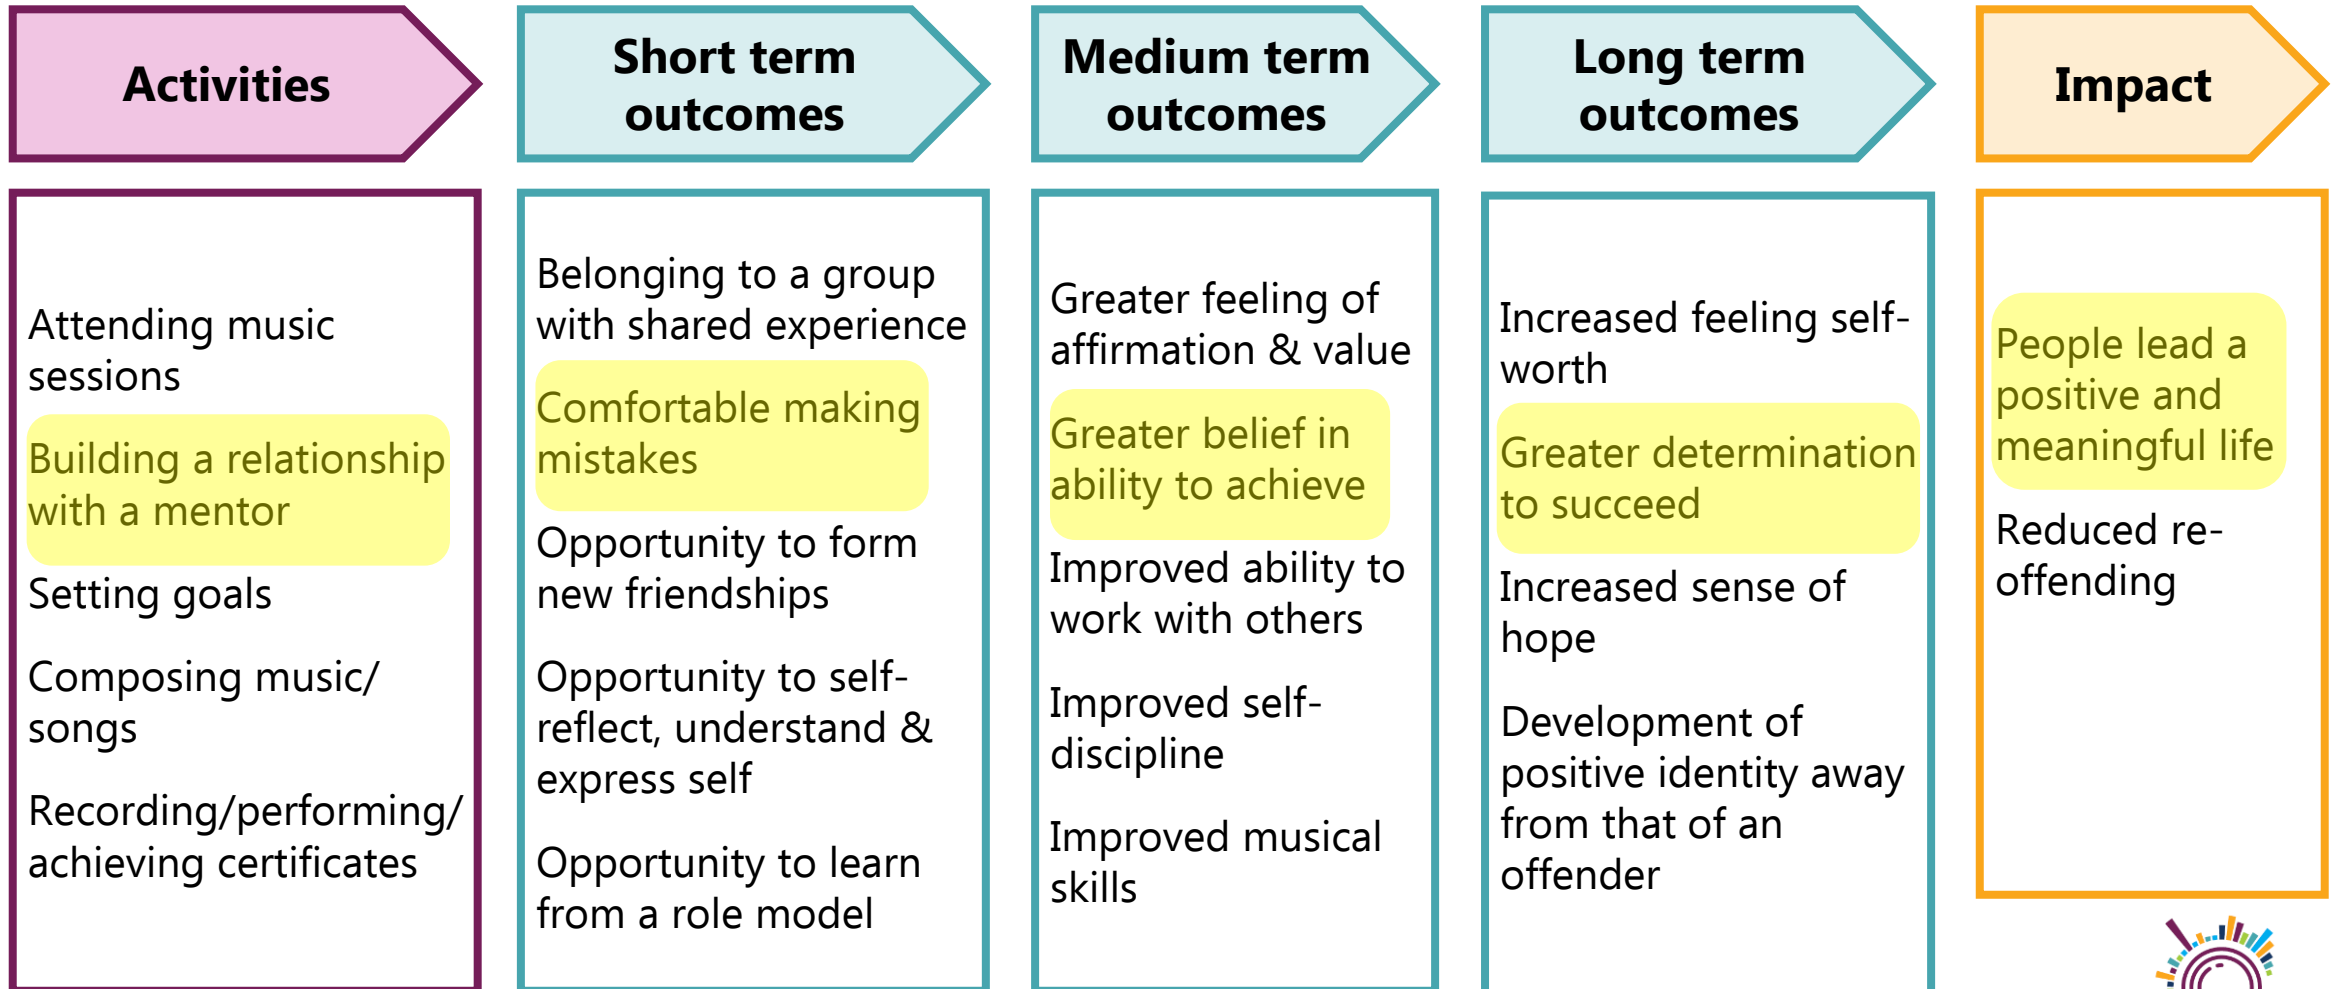 Activities
Short term
outcomes
Medium term
outcomes
Long term
outcomes
Impact
Attending music
sessions
Building a relationship
with a mentor
Setting goals
Composing music/
songs
Recording/performing/
achieving certificates
Belonging to a group
with shared experience
Comfortable making
mistakes
Opportunity to form
new friendships
Opportunity to self-
reflect, understand &
express self
Opportunity to learn
from a role model
Greater feeling of
affirmation & value
Greater belief in
ability to achieve
Improved ability to
work with others
Improved self-
discipline
Improved musical
skills
Increased feeling self-
worth
Greater determination
to succeed
Increased sense of
hope
Development of
positive identity away
from that of an
offender
People lead a
positive and
meaningful life
Reduced re-
offending